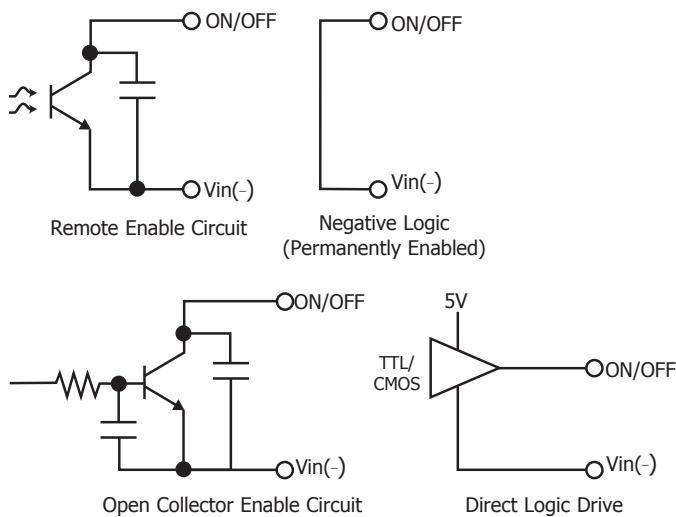 ON/OFF
Vin(-)
Remote Enable Circuit
ON/OFF
Vin(-)
Negative Logic
(Permanently Enabled)
ON/OFF
Vin(-)
Open Collector Enable Circuit
5V
TTL/
CMOS
ON/OFF
Vin(-)
Direct Logic Drive